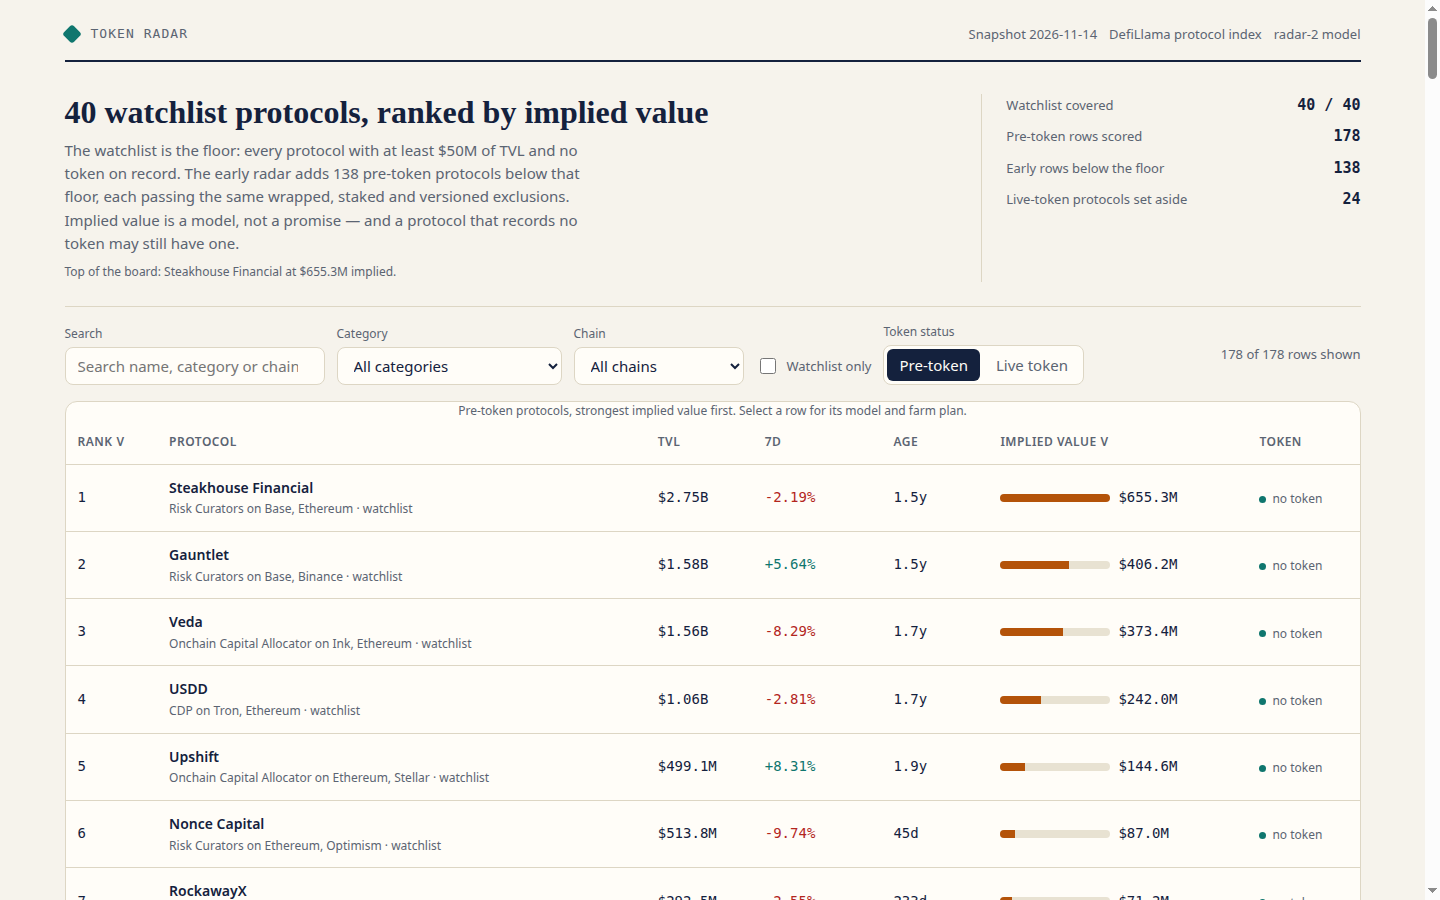 TOKEN RADAR
Snapshot 2026-11-14 DefiLlama protocol index radar-2 model
40 watchlist protocols, ranked by implied value
The watchlist is the floor: every protocol with at least $50M of TVL and no
token on record. The early radar adds 138 pre-token protocols below that
floor, each passing the same wrapped, staked and versioned exclusions.
Implied value is a model, not a promise — and a protocol that records no
token may still have one.
Top of the board: Steakhouse Financial at $655.3M implied.
Watchlist covered 40 / 40
Pre-token rows scored 178
Early rows below the floor 138
Live-token protocols set aside 24
Search Category Chain Token status
Search name, category or chain All categories All chains Watchlist only Pre-token Live token 178 of 178 rows shown
Pre-token protocols, strongest implied value first. Select a row for its model and farm plan.
RANK V PROTOCOL TVL 7D AGE IMPLIED VALUE V TOKEN
1 Steakhouse Financial $2.75B -2.19% 1.5y $655.3M no token
Risk Curators on Base, Ethereum · watchlist
2 Gauntlet $1.58B +5.64% 1.5y $406.2M no token
Risk Curators on Base, Binance · watchlist
3 Veda $1.56B -8.29% 1.7y $373.4M no token
Onchain Capital Allocator on Ink, Ethereum · watchlist
4 USDD $1.06B -2.81% 1.7y $242.0M no token
CDP on Tron, Ethereum · watchlist
5 Upshift $499.1M +8.31% 1.9y $144.6M no token
Onchain Capital Allocator on Ethereum, Stellar · watchlist
6 Nonce Capital $513.8M -9.74% 45d $87.0M no token
Risk Curators on Ethereum, Optimism · watchlist
RockawayX